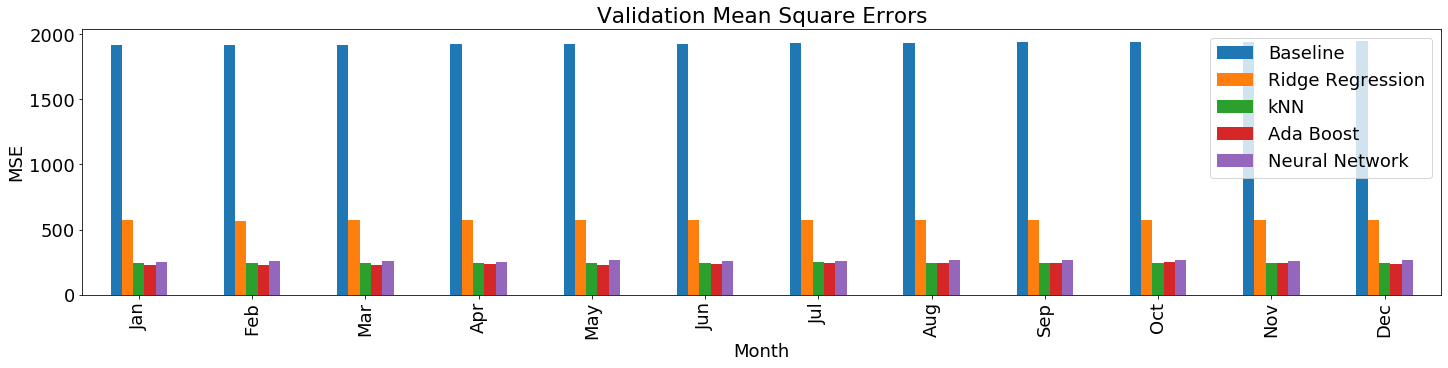 Validation Mean Square Errors
2000
1500
1000
500
0
MSE
Baseline
Ridge Regression
kNN
Ada Boost
Neural Network
Jan
Feb
Mar
Apr
May
Jun
Jul
Aug
Sep
Oct
Nov
Dec
Month